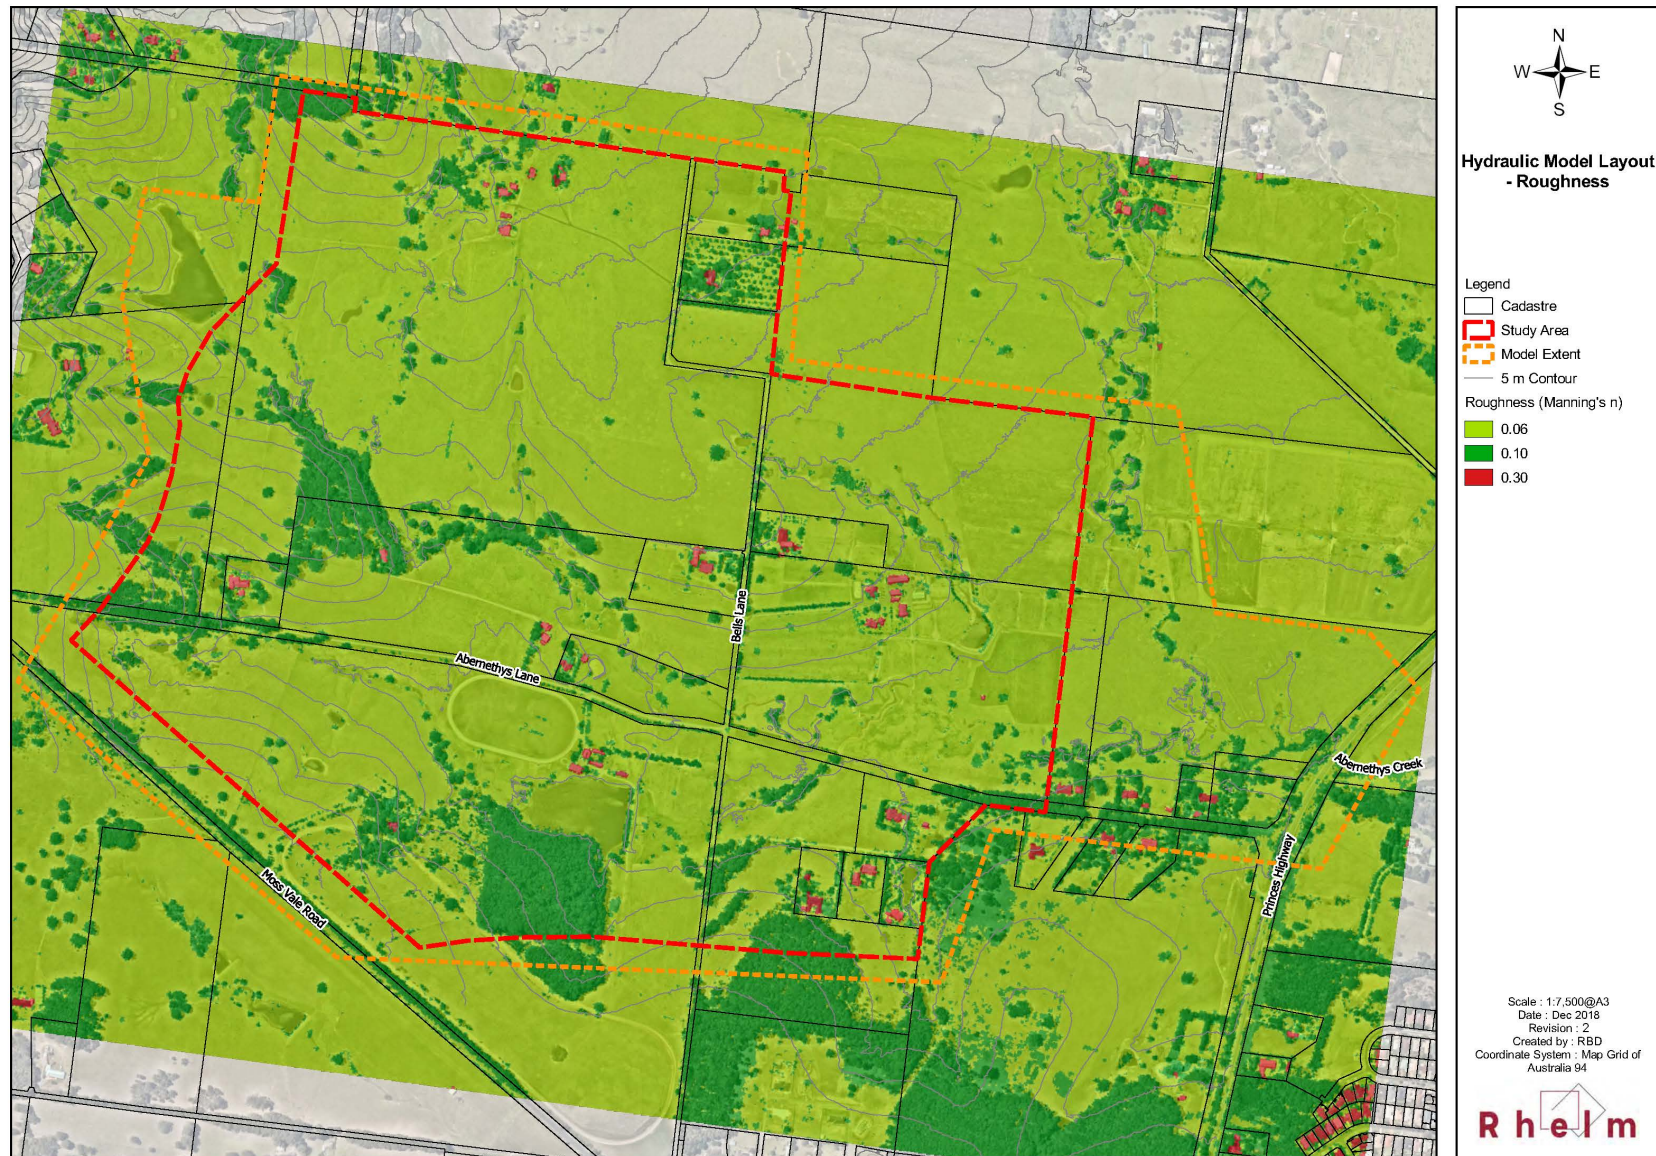 N
W E
S
Hydraulic Model Layout
- Roughness
Legend
Cadastre
Study Area
Model Extent
5 m Contour
Roughness (Manning's n)
0.06
0.10
0.30
Bells Lane
Abernethys Lane
Abernethys Creek
Moss Vale Road
Princes Highway
Scale : 1:7,500@A3
Date : Dec 2018
Revision : 2
Created by : RBD
Coordinate System : Map Grid of
Australia 94
Rhelm